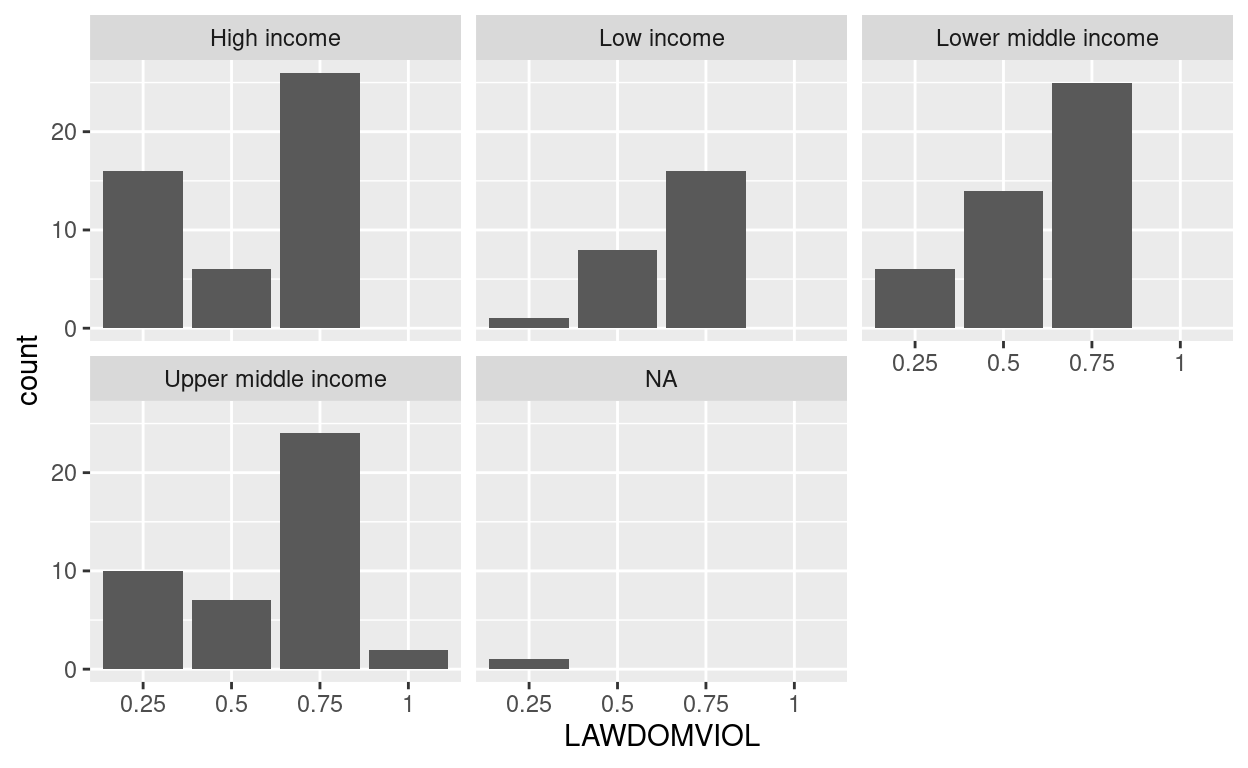 High income
Low income
Lower middle income
20
10
0
0.25 0.5 0.75 1
Upper middle income
NA
20
10
0
0.25 0.5 0.75 1
0.25 0.5 0.75 1
count
LAWDOMVIOL